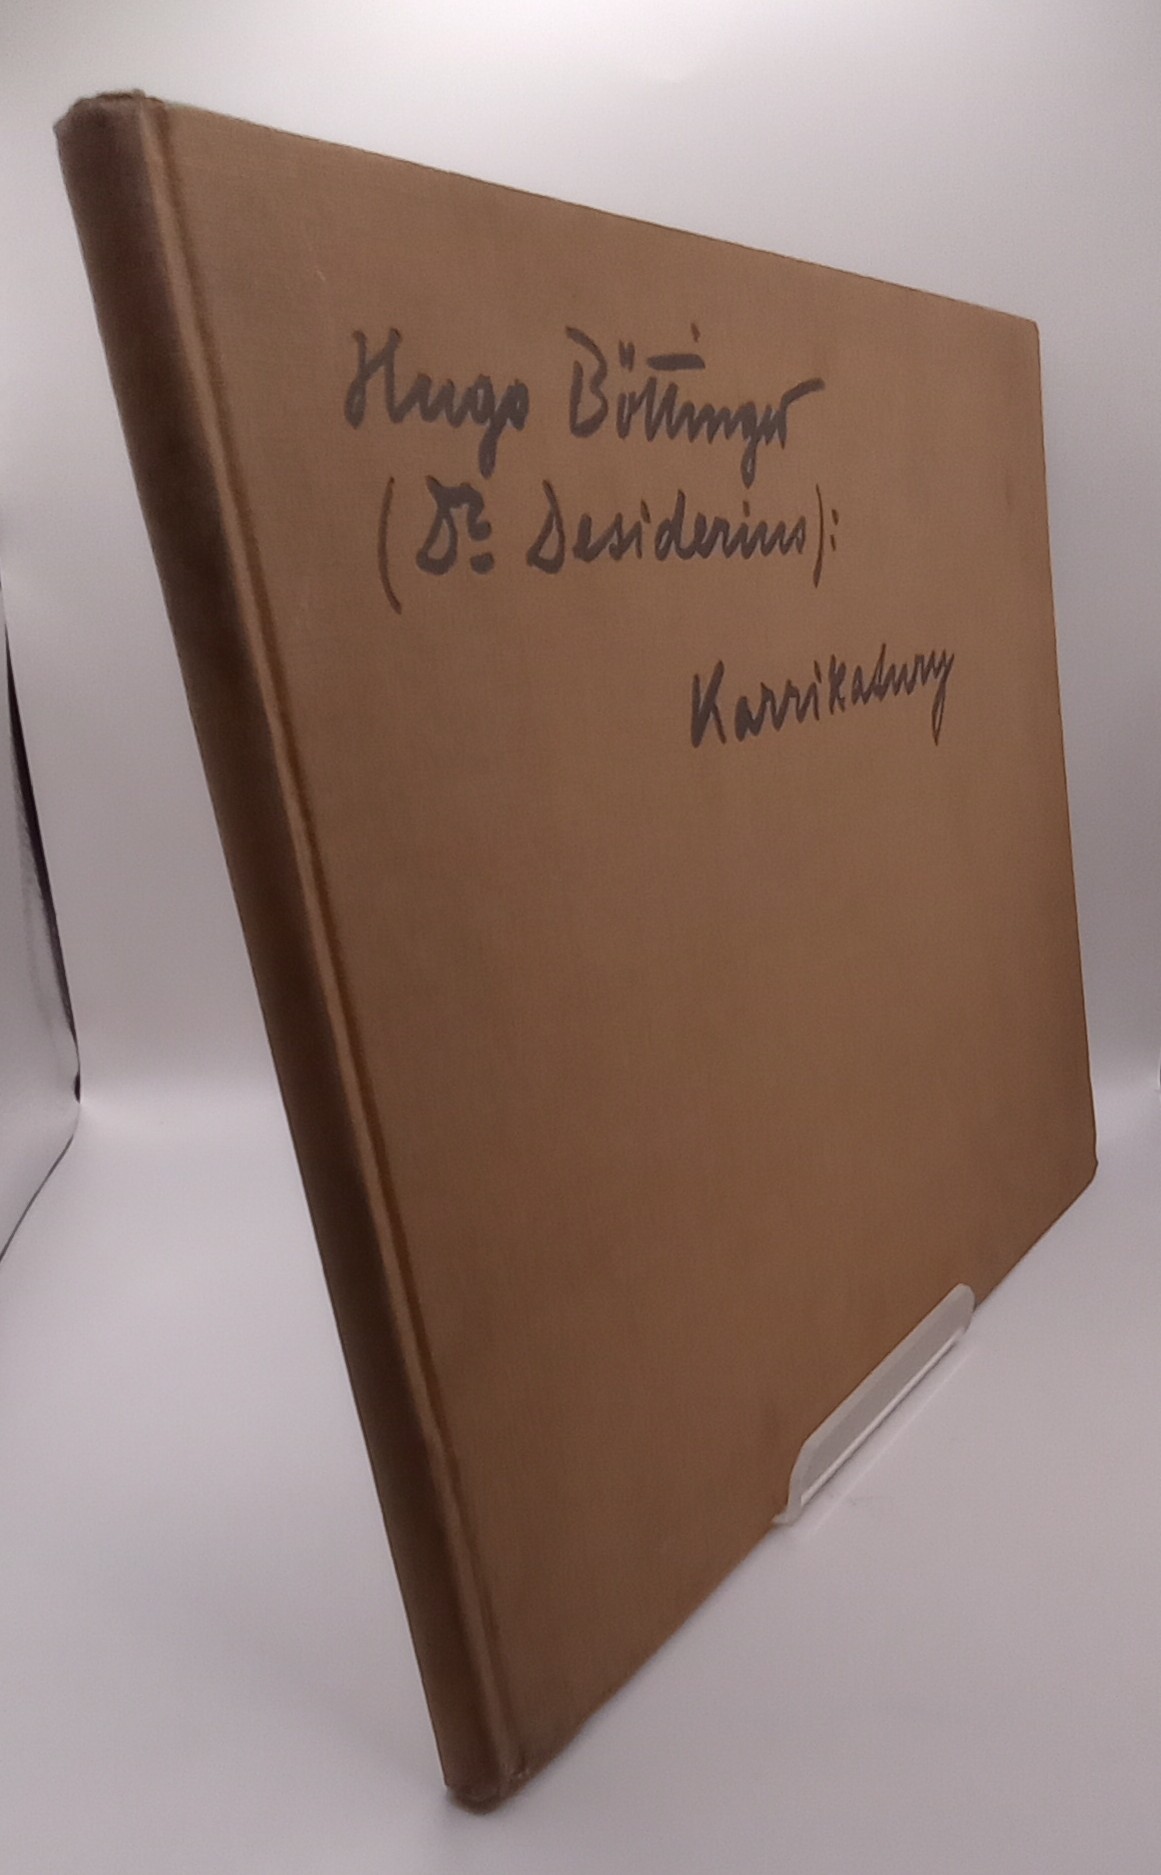 Hugo Böttinger
(Dr. Desiderius):
Karrikatury